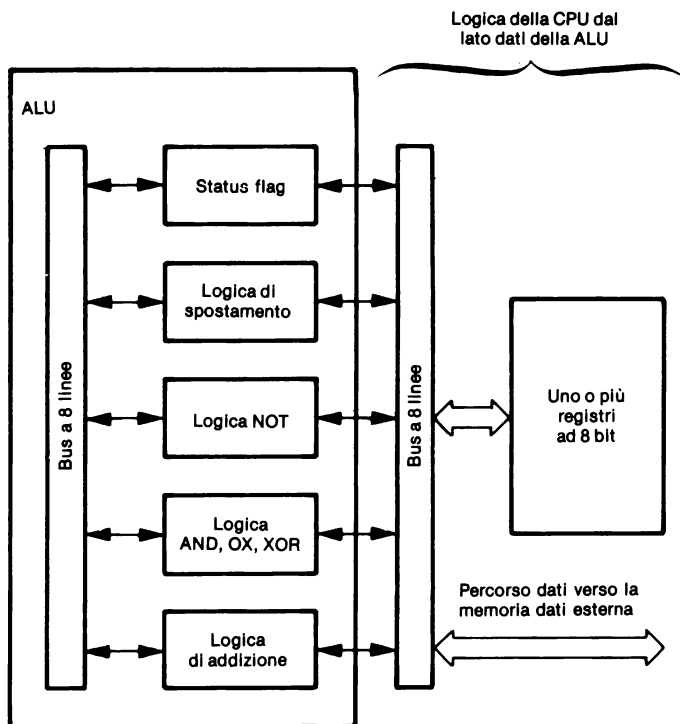 Logica della CPU dal
lato dati della ALU
ALU
Bus a 8 linee
Status flag
Logica di
spostamento
Logica NOT
Logica
AND, OX, XOR
Logica
di addizione
Bus a 8 linee
Uno o più
registri
ad 8 bit
Percorso dati verso la
memoria dati esterna